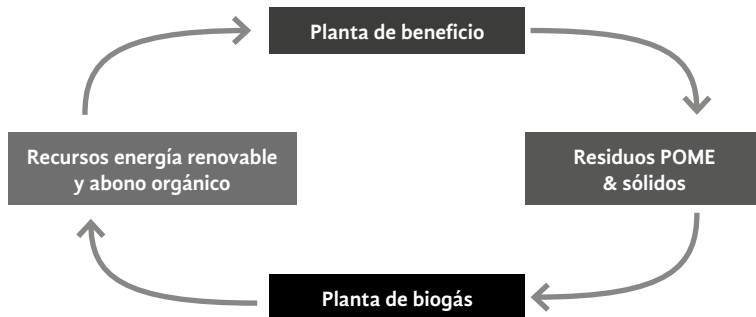 Planta de beneficio
Recursos energía renovable
y abono orgánico
Residuos POME
& sólidos
Planta de biogás